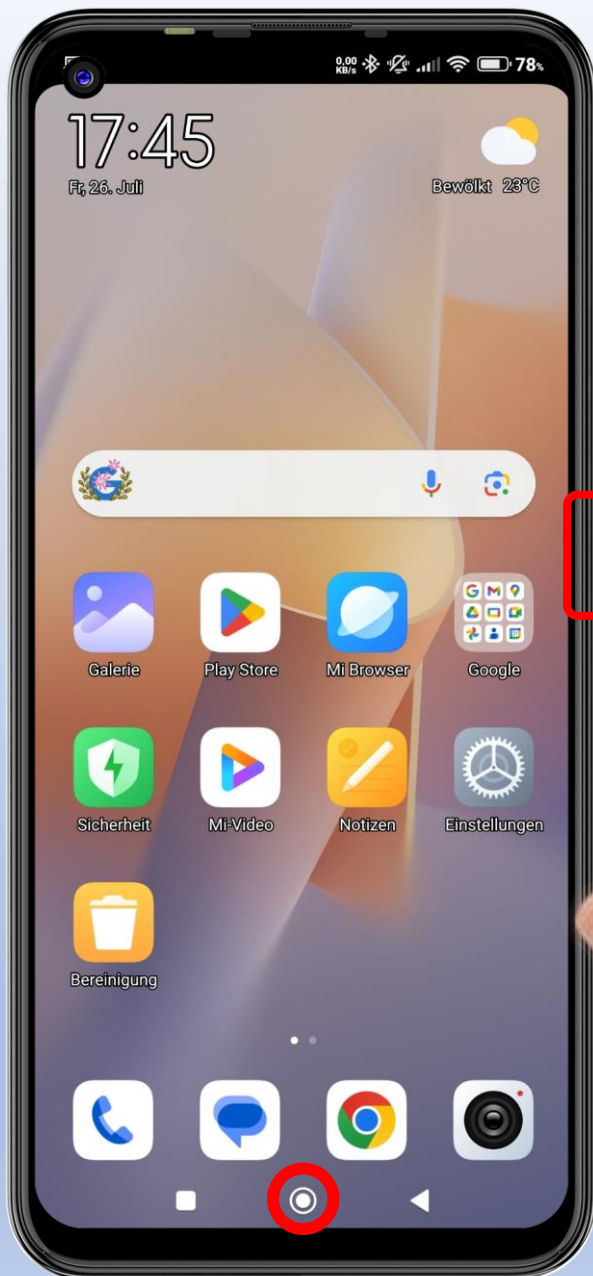 0,00
KB/s
78%
17:45
Fr, 26. Juli
Bewölkt 23°C
Galerie
Play Store
Mi Browser
Google
Sicherheit
Mi-Video
Notizen
Einstellungen
Bereinigung